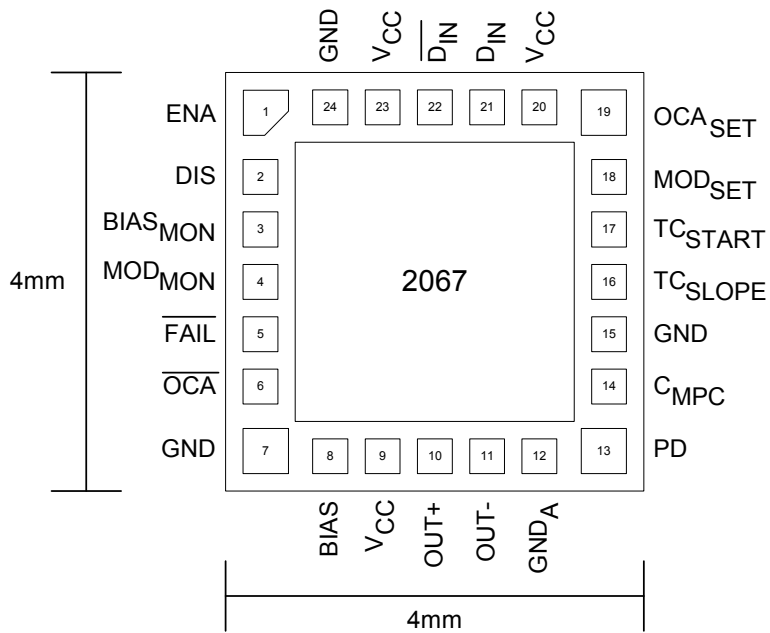 GND
VCC
DIN
DIN
VCC
24 23 22 21 20
ENA 1
19 OCASET
DIS 2
18 MODSET
BIASMON 3
17 TCSTART
MODMON 4
16 TCSLOPE
4mm
2067
FAIL 5
15 GND
OCA 6
14 CMPC
GND 7
13 PD
8 9 10 11 12
BIAS
VCC
OUT+
OUT-
GNDA
4mm